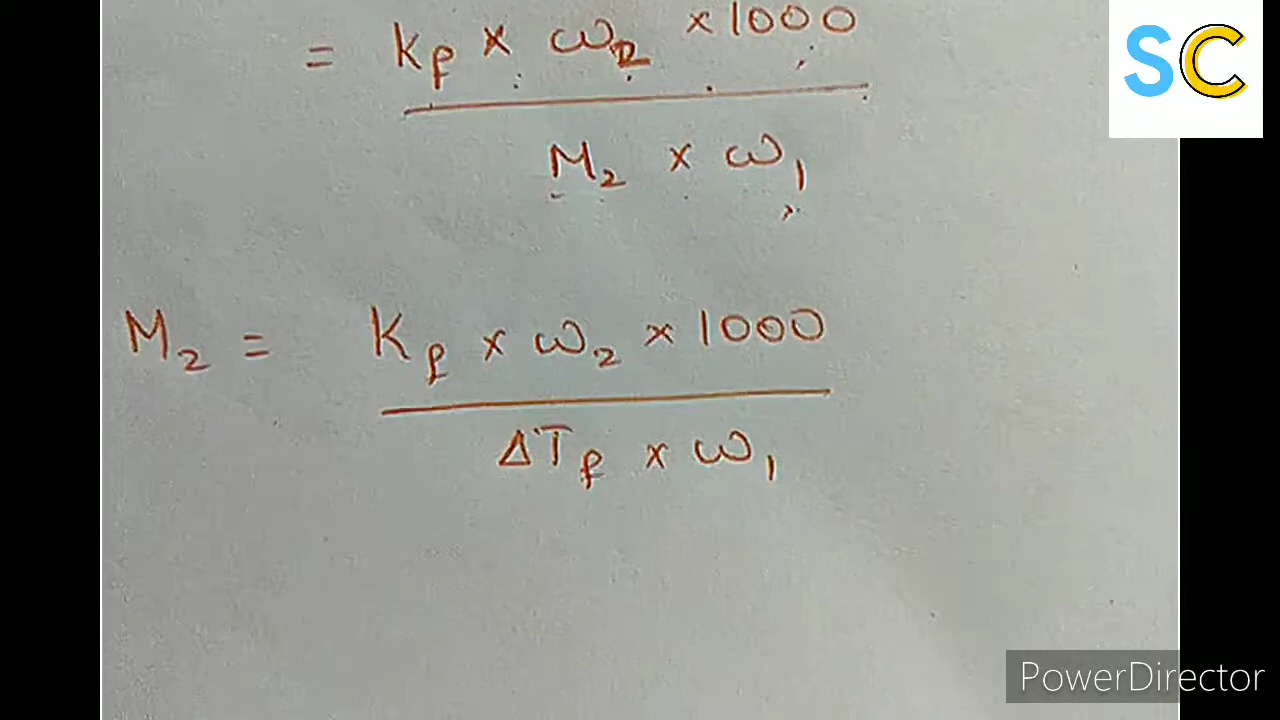 = Kf × ω2 × 1000
M2 × ω1
M2 = Kf × ω2 × 1000
ΔTf × ω1
SC
PowerDirector